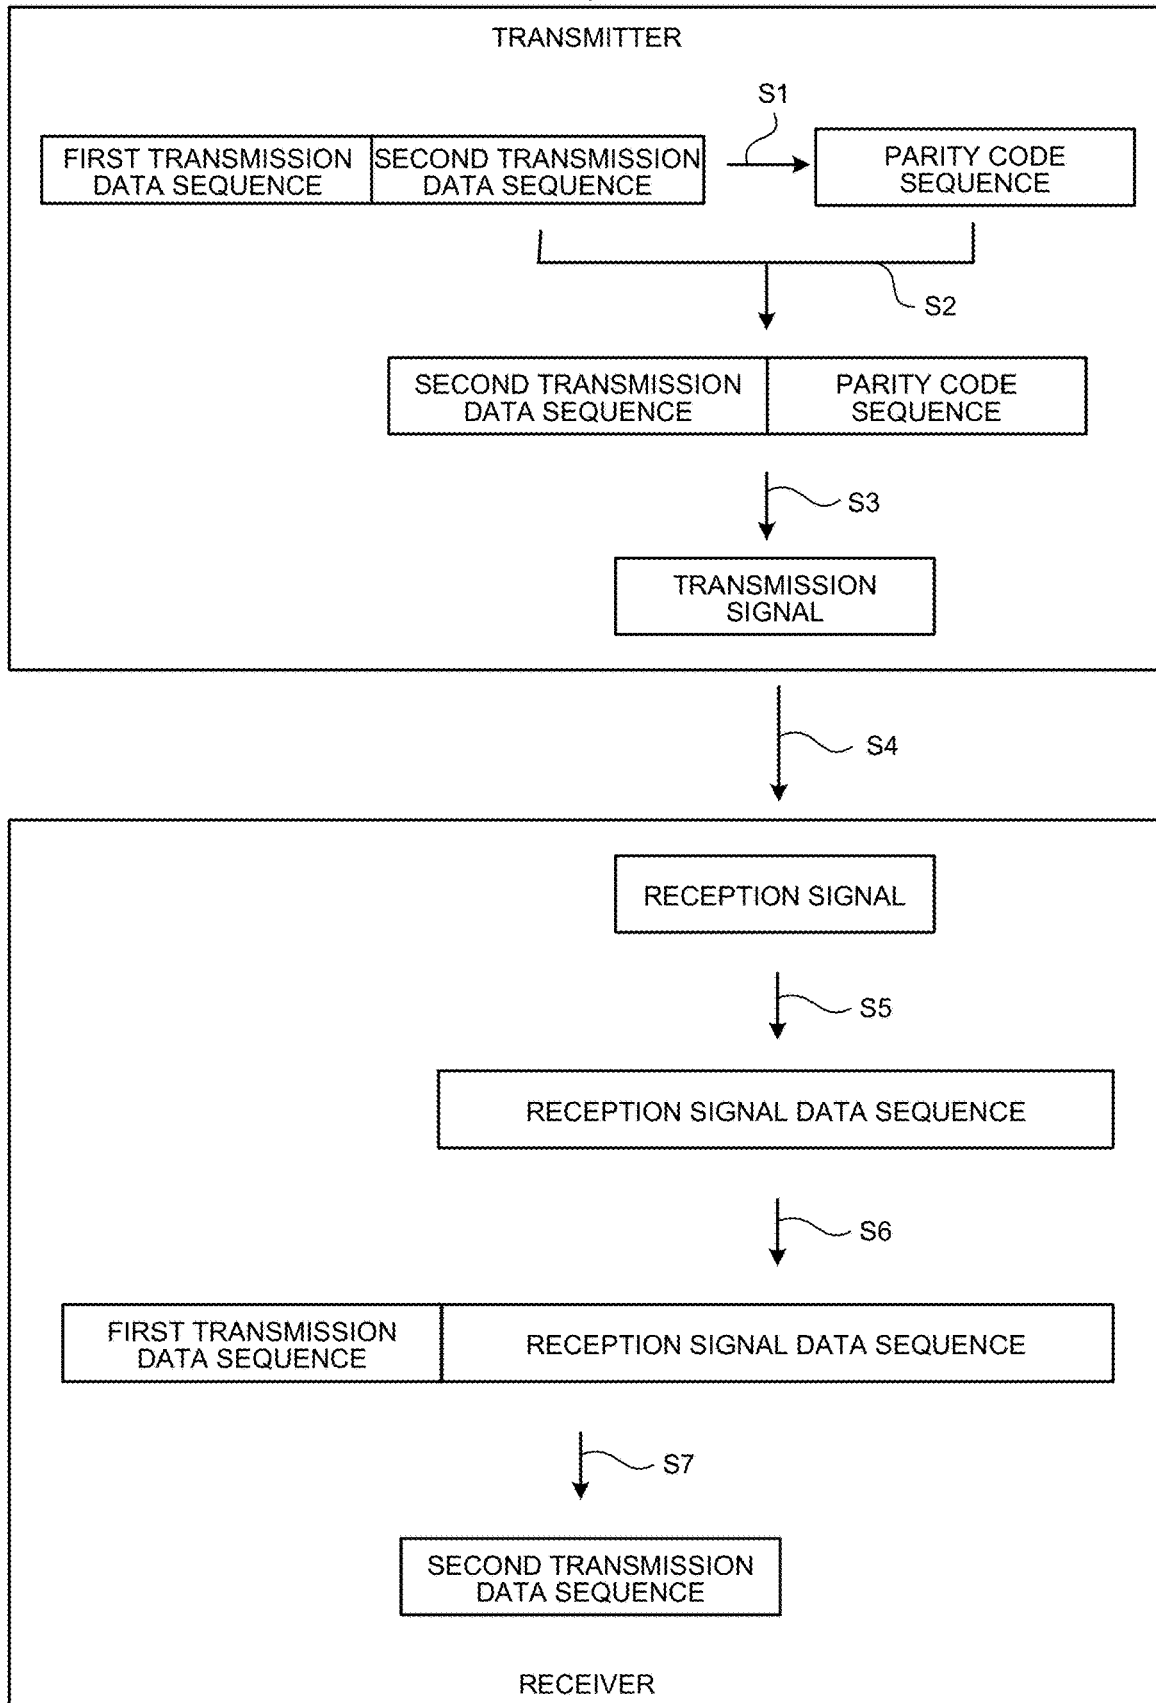 TRANSMITTER
S1
FIRST TRANSMISSION
DATA SEQUENCE
SECOND TRANSMISSION
DATA SEQUENCE
PARITY CODE
SEQUENCE
S2
SECOND TRANSMISSION
DATA SEQUENCE
PARITY CODE
SEQUENCE
S3
TRANSMISSION
SIGNAL
S4
RECEPTION SIGNAL
S5
RECEPTION SIGNAL DATA SEQUENCE
S6
FIRST TRANSMISSION
DATA SEQUENCE
RECEPTION SIGNAL DATA SEQUENCE
S7
SECOND TRANSMISSION
DATA SEQUENCE
RECEIVER